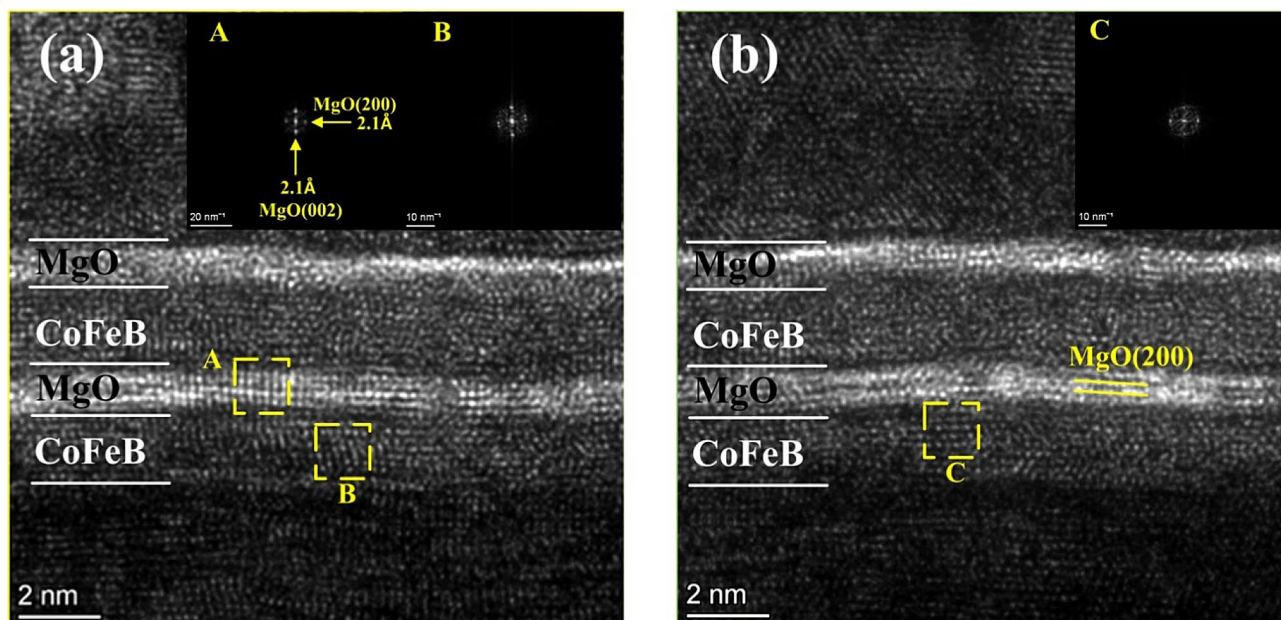 (a)
A
B
MgO(200)
2.1Å
2.1Å
MgO(002)
20 nm⁻¹
10 nm⁻¹
MgO
CoFeB
A
MgO
CoFeB
B
2 nm
(b)
C
10 nm⁻¹
MgO
CoFeB
MgO(200)
MgO
CoFeB
C
2 nm